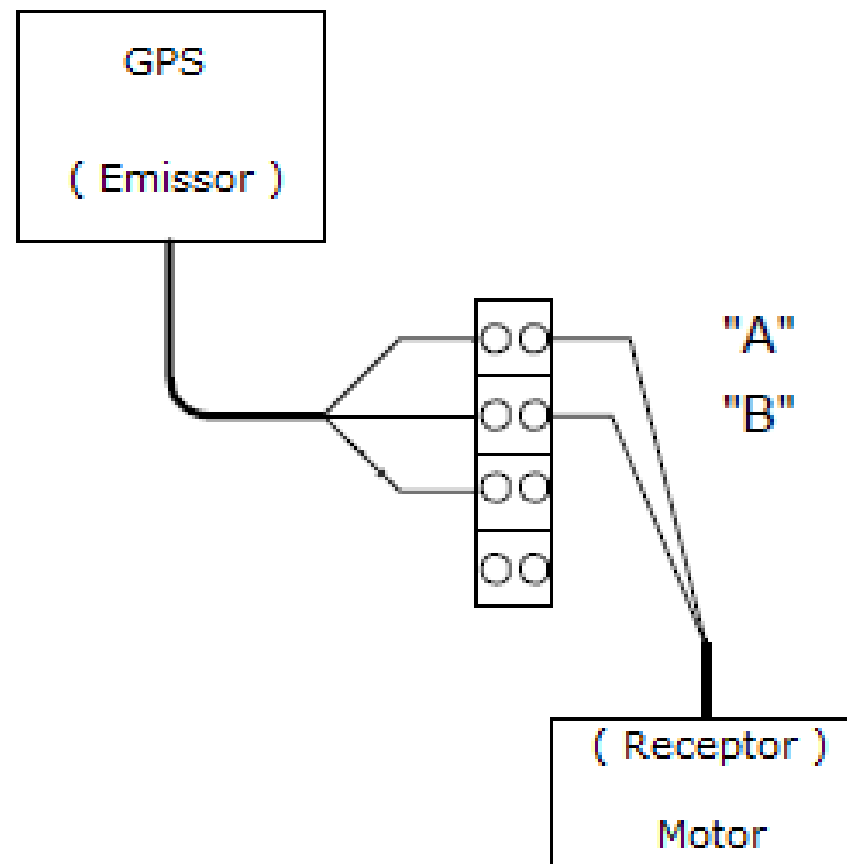 GPS
( Emissor )
"A"
"B"
( Receptor )
Motor